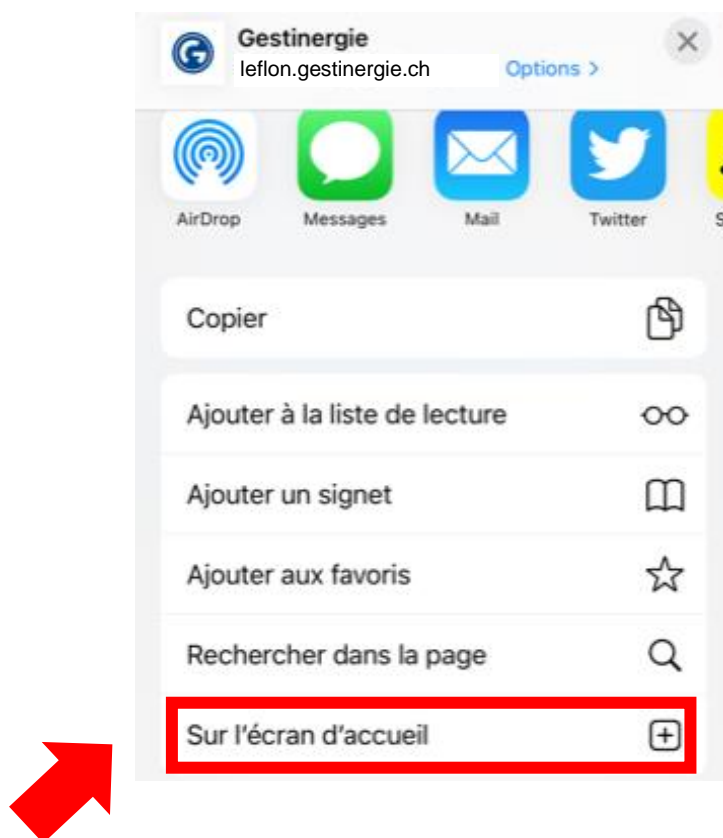 Gestinergie
leflon.gestinergie.ch Options >
AirDrop Messages Mail Twitter S
Copier
Ajouter à la liste de lecture
Ajouter un signet
Ajouter aux favoris
Rechercher dans la page
Sur l'écran d'accueil